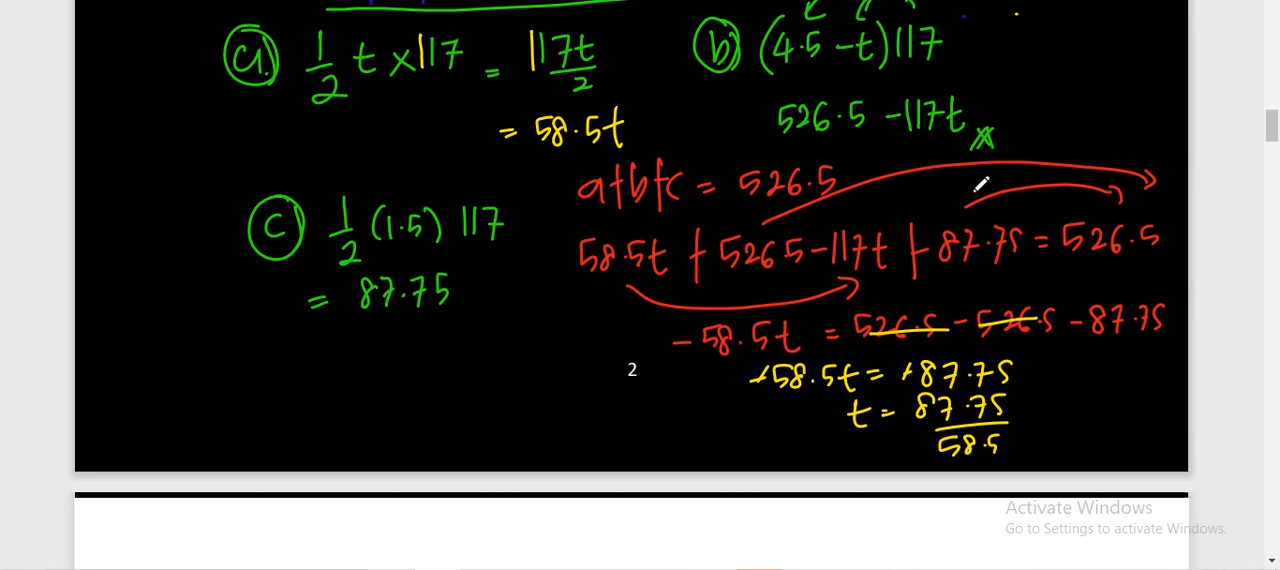 (a) 1/2 t × 117 = 117t/2
= 58.5t
(b) (4.5 - t) 117
526.5 - 117t
(c) 1/2 (1.5) 117
= 87.75
a+b+c = 526.5
58.5t + 526.5 - 117t + 87.75 = 526.5
- 58.5t = 526.5 - 526.5 - 87.75
+58.5t = +87.75
t = 87.75/58.5
2
Activate Windows
Go to Settings to activate Windows.